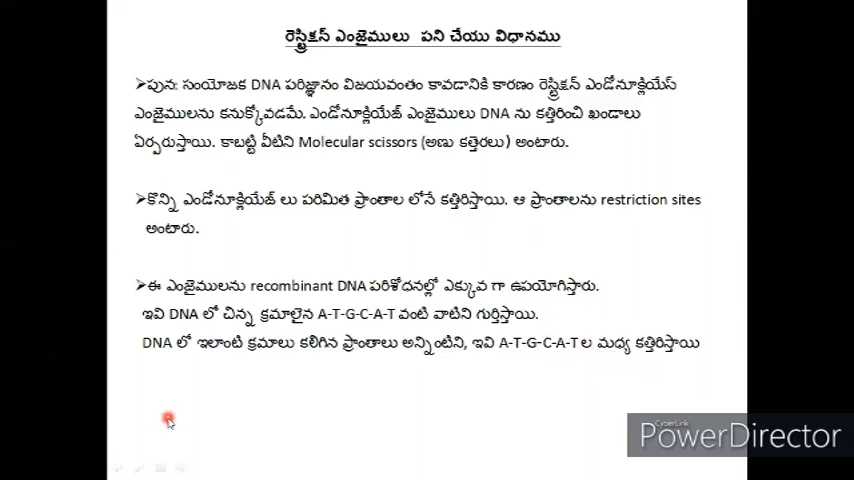 రెస్ట్రిక్షన్ ఎంజైములు పని చేయు విధానము
➢పున: సంయోజక DNA పరిజ్ఞానం విజయవంతం కావడానికి కారణం రెస్ట్రిక్షన్ ఎండోనూక్లియేస్
ఎంజైములను కనుక్కోవడమే. ఎండోనూక్లియేజ్ ఎంజైములు DNA ను కత్తిరించి ఖండాలు
ఏర్పరుస్తాయి. కాబట్టి వీటిని Molecular scissors (అణు కత్తెరలు) అంటారు.
➢కొన్ని ఎండోనూక్లియేజ్ లు పరిమిత ప్రాంతాల లోనే కత్తిరిస్తాయి. ఆ ప్రాంతాలను restriction sites
అంటారు.
➢ఈ ఎంజైములను recombinant DNA పరిశోధనల్లో ఎక్కువ గా ఉపయోగిస్తారు.
ఇవి DNA లో చిన్న క్రమాలైన A-T-G-C-A-T వంటి వాటిని గుర్తిస్తాయి.
DNA లో ఇలాంటి క్రమాలు కలిగిన ప్రాంతాలు అన్నింటిని, ఇవి A-T-G-C-A-T ల మధ్య కత్తిరిస్తాయి
CyberLink
PowerDirector